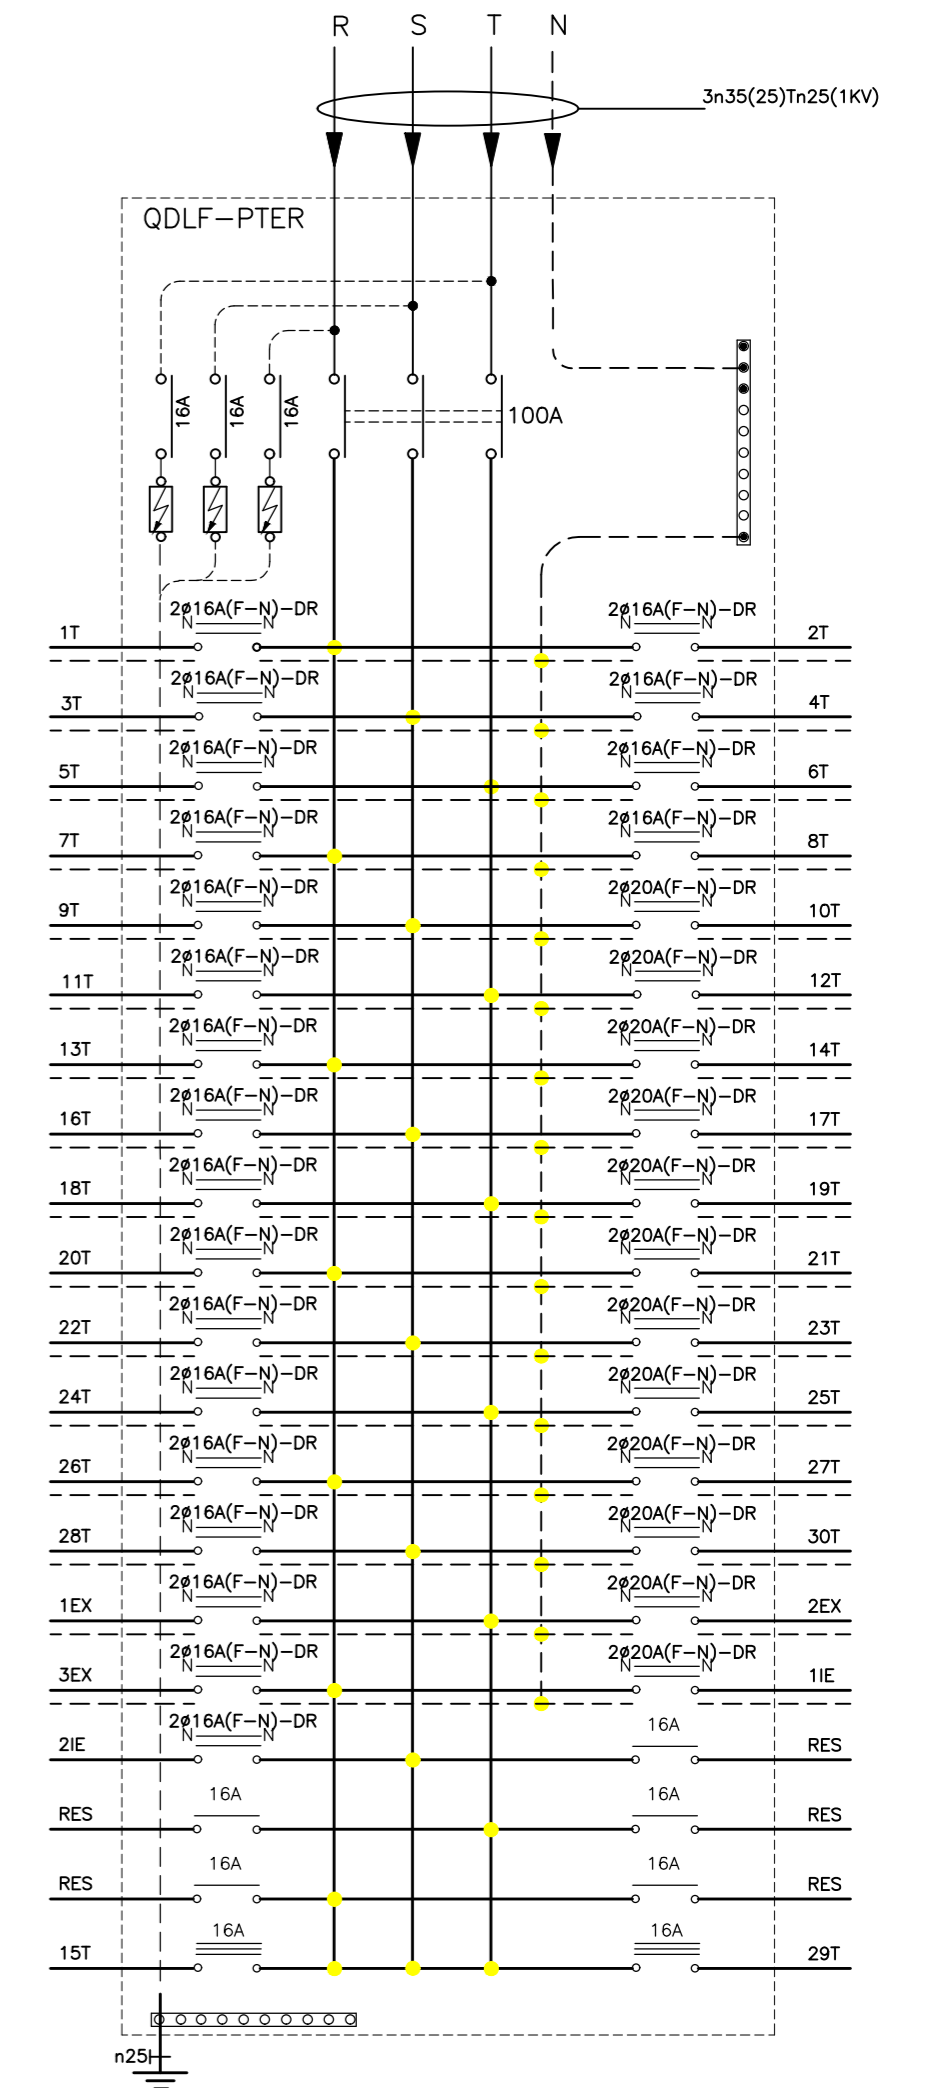 R S T N
3n35(25)Tn25(1KV)
QDLF-PTER
16A 16A 16A 100A
2ø16A(F-N)-DR 2ø16A(F-N)-DR
N N N N
1T 2T
2ø16A(F-N)-DR 2ø16A(F-N)-DR
N N N N
3T 4T
2ø16A(F-N)-DR 2ø16A(F-N)-DR
N N N N
5T 6T
2ø16A(F-N)-DR 2ø16A(F-N)-DR
N N N N
7T 8T
2ø16A(F-N)-DR 2ø20A(F-N)-DR
N N N N
9T 10T
2ø16A(F-N)-DR 2ø20A(F-N)-DR
N N N N
11T 12T
2ø16A(F-N)-DR 2ø20A(F-N)-DR
N N N N
13T 14T
2ø16A(F-N)-DR 2ø20A(F-N)-DR
N N N N
16T 17T
2ø16A(F-N)-DR 2ø20A(F-N)-DR
N N N N
18T 19T
2ø16A(F-N)-DR 2ø20A(F-N)-DR
N N N N
20T 21T
2ø16A(F-N)-DR 2ø20A(F-N)-DR
N N N N
22T 23T
2ø16A(F-N)-DR 2ø20A(F-N)-DR
N N N N
24T 25T
2ø16A(F-N)-DR 2ø20A(F-N)-DR
N N N N
26T 27T
2ø16A(F-N)-DR 2ø20A(F-N)-DR
N N N N
28T 30T
2ø16A(F-N)-DR 2ø20A(F-N)-DR
N N N N
1EX 2EX
2ø16A(F-N)-DR 2ø20A(F-N)-DR
N N N N
3EX 1IE
2ø16A(F-N)-DR 16A
N N
2IE RES
16A 16A
RES RES
16A 16A
RES RES
16A 16A
15T 29T
n25